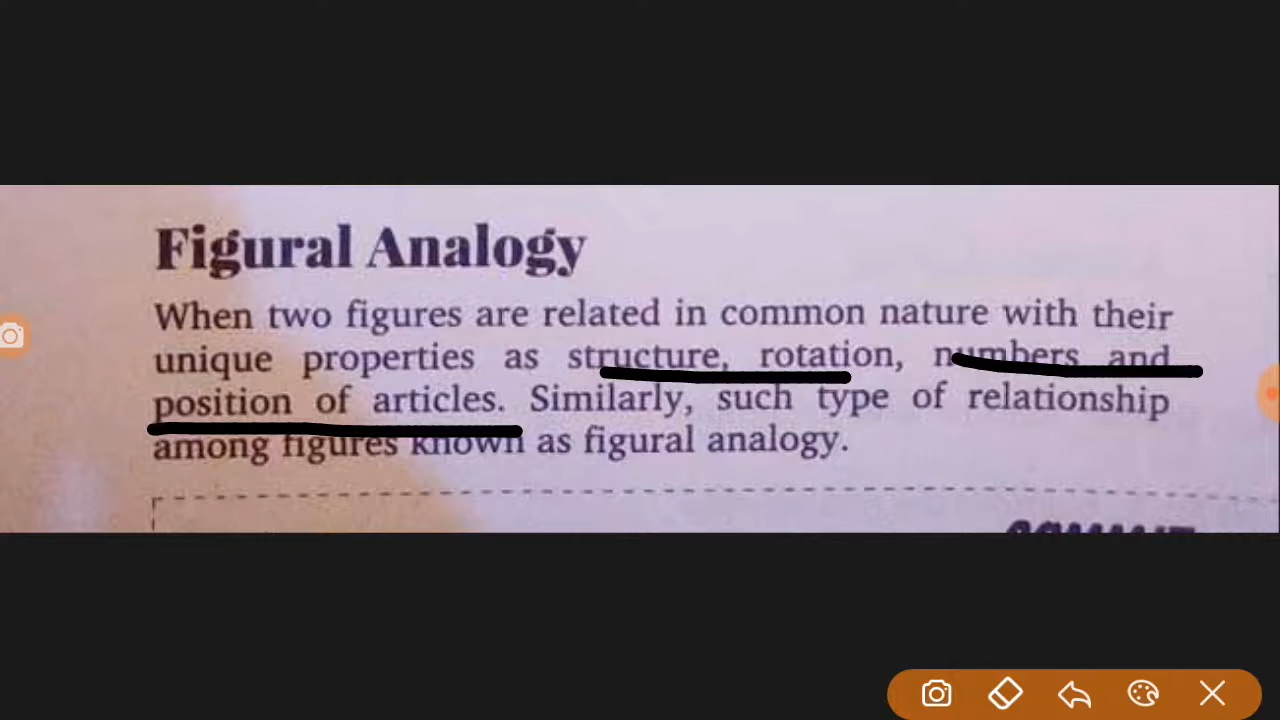 Figural Analogy
When two figures are related in common nature with their
unique properties as structure, rotation, numbers and
position of articles. Similarly, such type of relationship
among figures known as figural analogy.